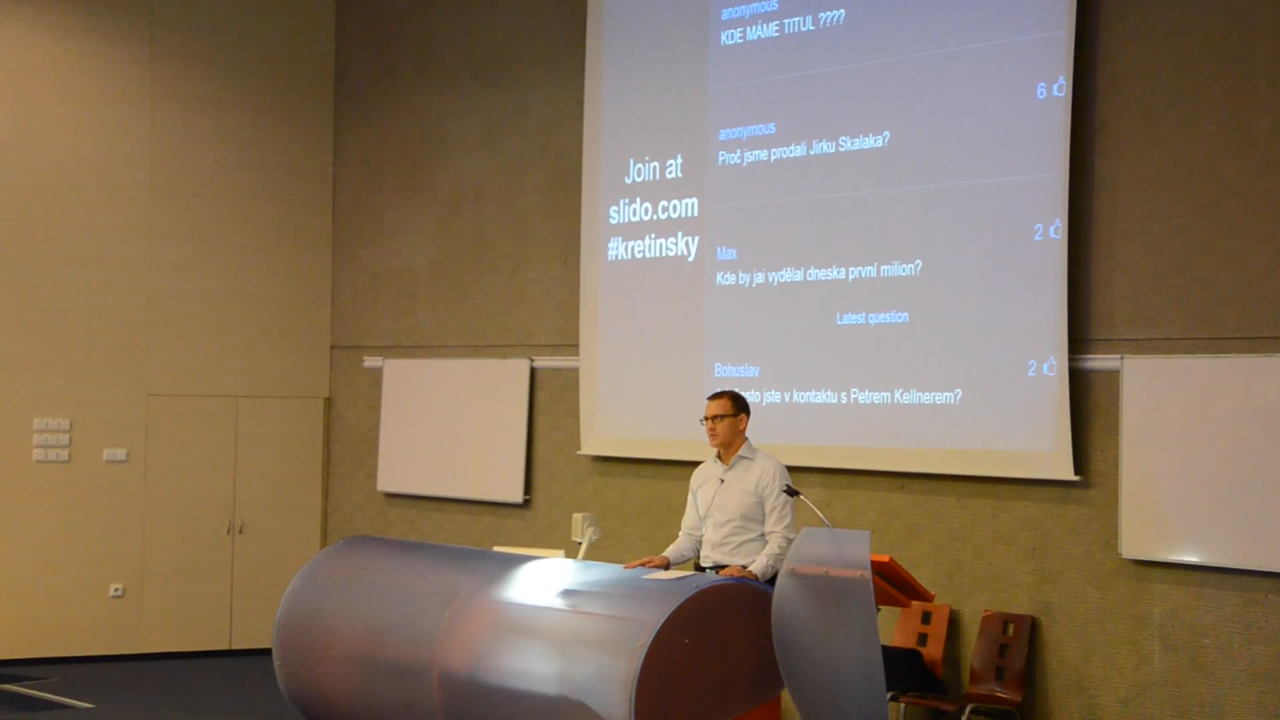 anonymous
KDE MÁME TITUL ????
6
anonymous
Proč jsme prodali Jirku Skalaka?
Join at
slido.com
#kretinsky
2
Max
Kde by jai vydělal dneska první milion?
Latest question
2
Bohuslav
jste v kontaktu s Petrem Kellnerem?